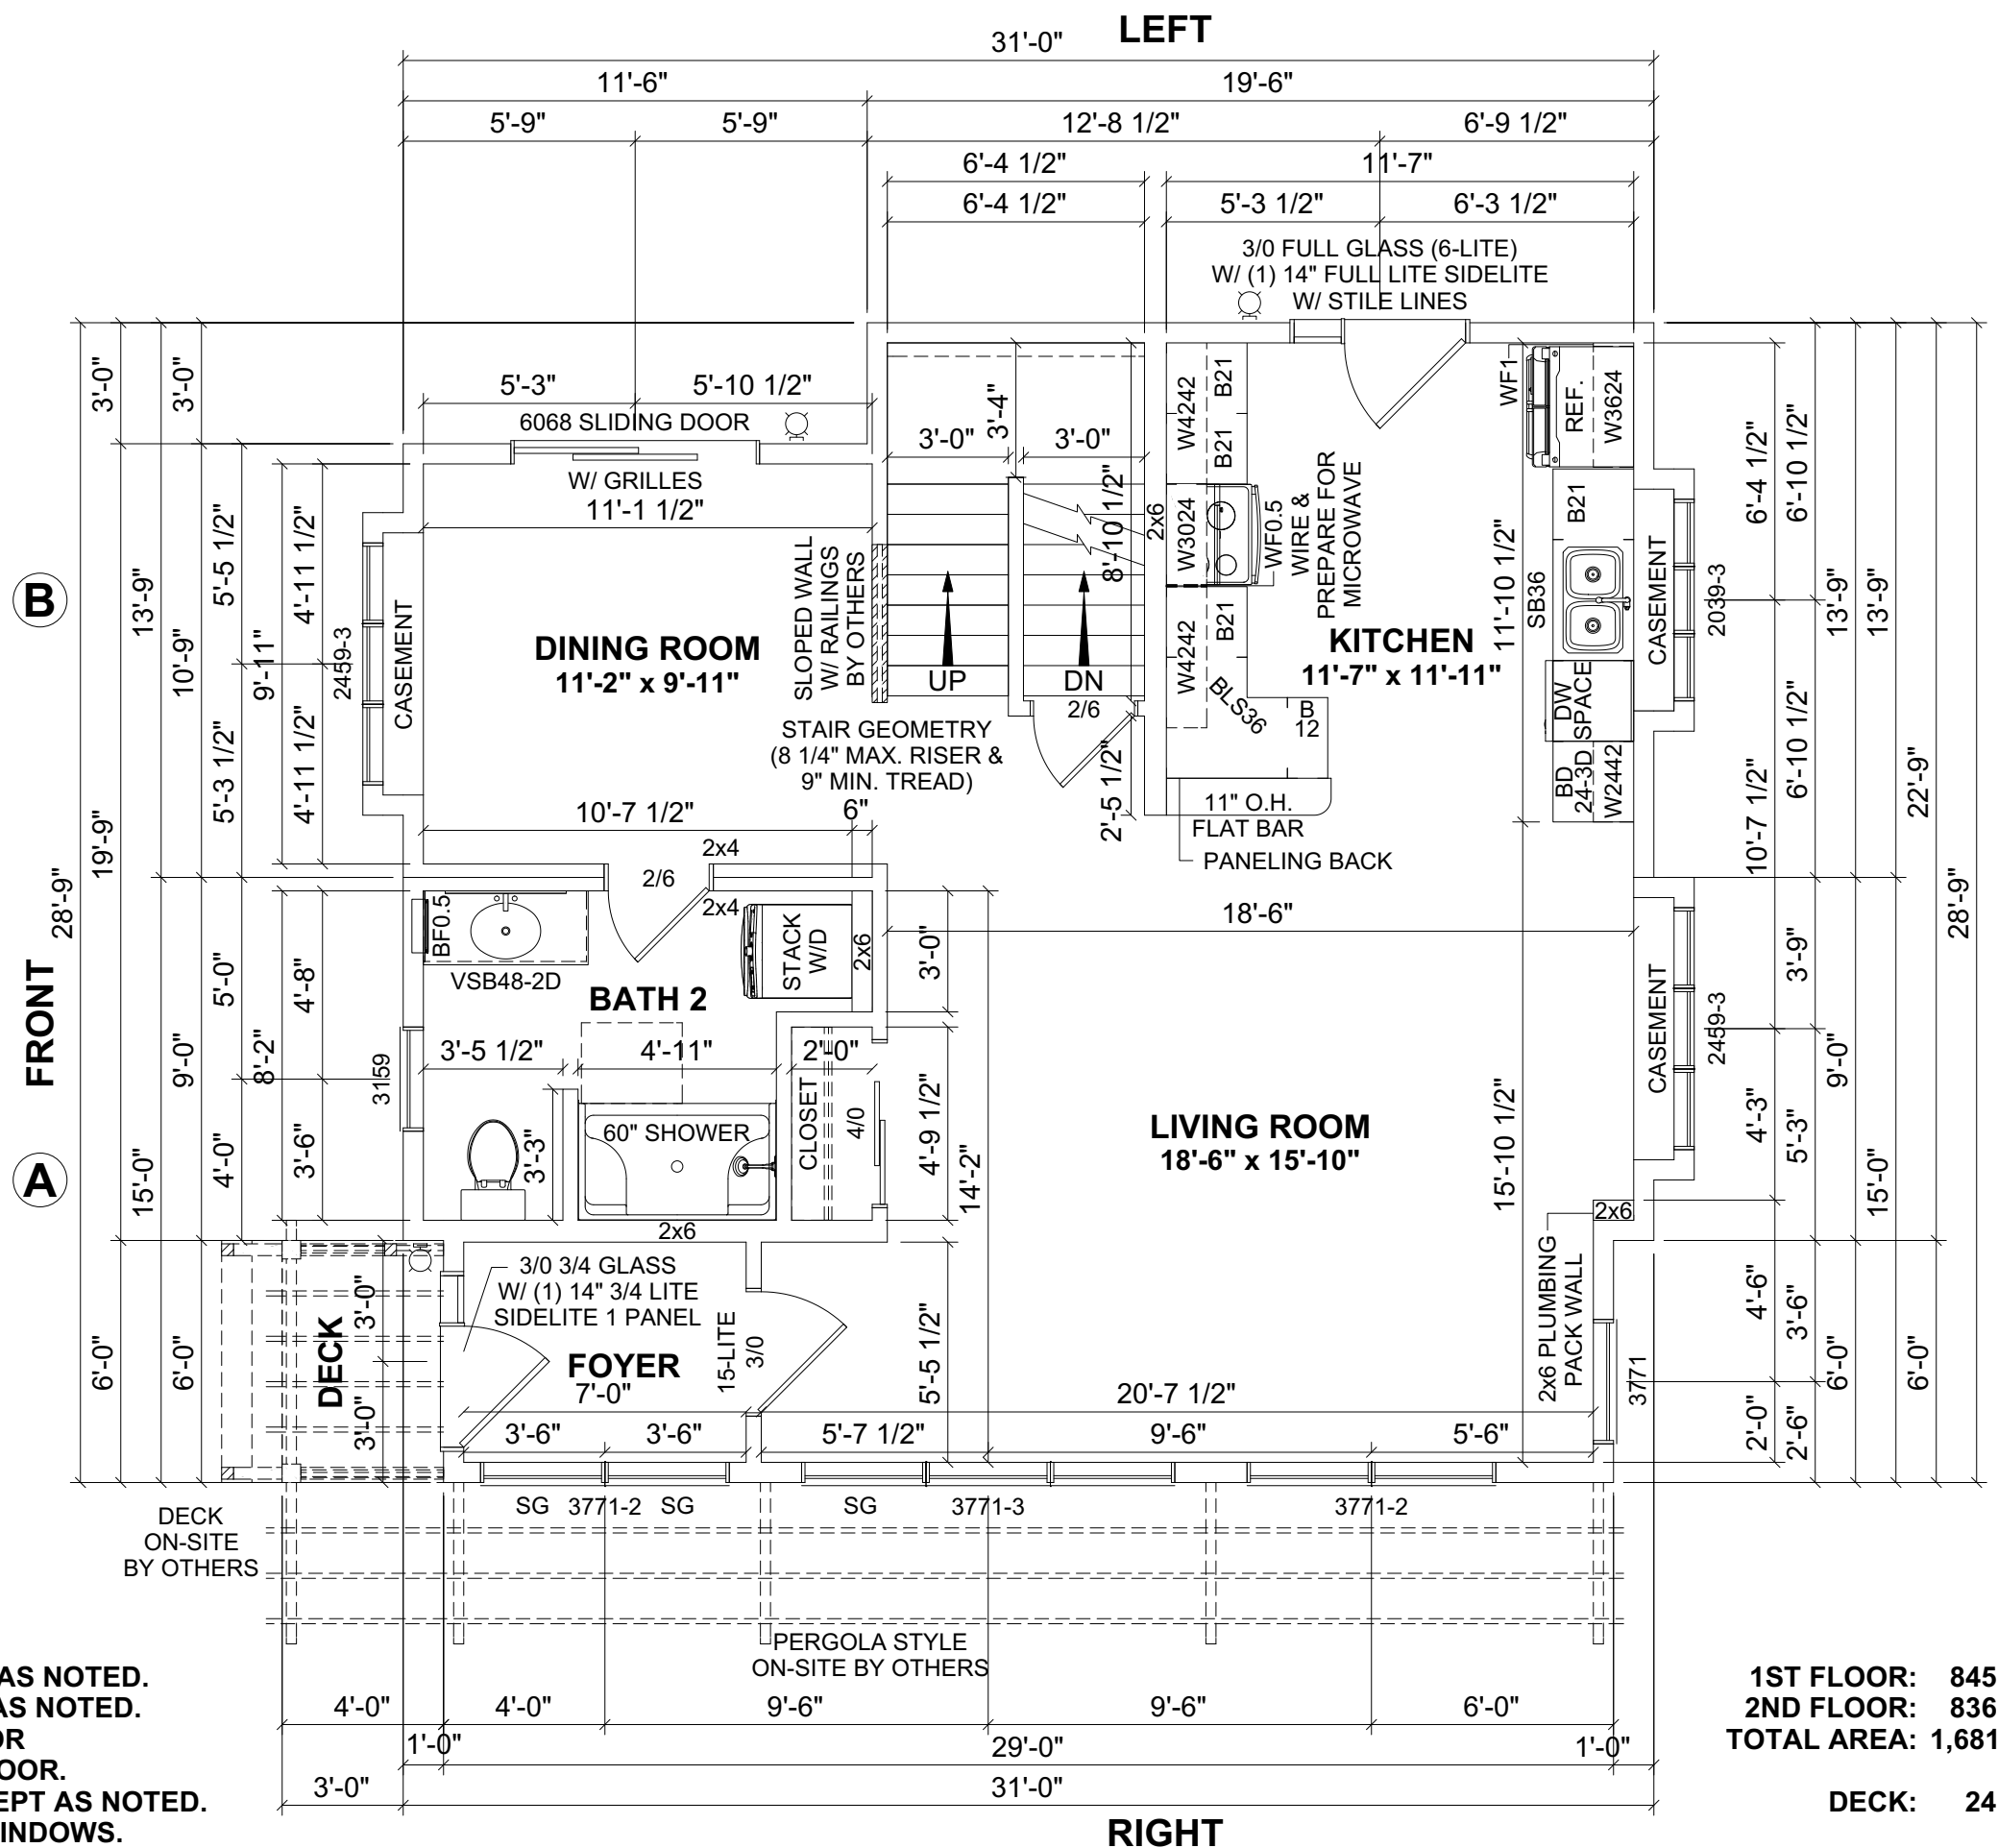 LEFT
31'-0"
11'-6" 19'-6"
5'-9" 5'-9" 12'-8 1/2" 6'-9 1/2"
6'-4 1/2" 11'-7"
6'-4 1/2" 5'-3 1/2" 6'-3 1/2"
3/0 FULL GLASS (6-LITE)
W/ (1) 14" FULL LITE SIDELITE
W/ STILE LINES
3'-0"
3'-0"
5'-3" 5'-10 1/2"
6068 SLIDING DOOR
W/ GRILLES
11'-1 1/2"
3'-4"
3'-0" 3'-0"
8'-10 1/2"
2x6
W4242
B21
B21
W3024
WF0.5
WIRE &
PREPARE FOR
MICROWAVE
W4242
B21
BLS36
B
12
WF1
REF.
W3624
B21
SB36
11'-10 1/2"
DW
SPACE
BD
24-3D
W2442
CASEMENT
2039-3
6'-4 1/2"
6'-10 1/2"
13'-9"
13'-9"
6'-10 1/2"
10'-7 1/2"
22'-9"
28'-9"
B
28'-9"
19'-9"
13'-9"
10'-9"
5'-5 1/2"
5'-3 1/2"
9'-11"
4'-11 1/2"
4'-11 1/2"
2459-3
CASEMENT
DINING ROOM
11'-2" x 9'-11"
SLOPED WALL
W/ RAILINGS
BY OTHERS
UP DN
2/6
STAIR GEOMETRY
(8 1/4" MAX. RISER &
9" MIN. TREAD)
KITCHEN
11'-7" x 11'-11"
2'-5 1/2"
11" O.H.
FLAT BAR
PANELING BACK
10'-7 1/2" 6"
2x4
2/6
2x4
BF0.5
VSB48-2D
STACK
W/D
2x6
BATH 2
3'-0"
18'-6"
FRONT
A
15'-0"
9'-0"
5'-0"
4'-0"
8'-2"
4'-8"
3'-6"
3159
3'-5 1/2" 4'-11" 2'-0"
3'-3"
60" SHOWER
CLOSET
4/0
4'-9 1/2"
14'-2"
2x6
LIVING ROOM
18'-6" x 15'-10"
15'-10 1/2"
CASEMENT
2459-3
3'-9"
4'-3"
9'-0"
5'-3"
15'-0"
2x6
2x6 PLUMBING
PACK WALL
3771
4'-6"
3'-6"
2'-0"
2'-6"
6'-0"
6'-0"
6'-0"
6'-0"
DECK
3'-0"
3'-0"
3/0 3/4 GLASS
W/ (1) 14" 3/4 LITE
SIDELITE 1 PANEL
15-LITE
3/0
5'-5 1/2"
FOYER
7'-0" 20'-7 1/2"
3'-6" 3'-6" 5'-7 1/2" 9'-6" 5'-6"
SG 3771-2 SG SG 3771-3 3771-2
DECK
ON-SITE
BY OTHERS
PERGOLA STYLE
ON-SITE BY OTHERS
4'-0" 4'-0" 9'-6" 9'-6" 6'-0"
1'-0" 29'-0" 1'-0"
3'-0" 31'-0"
RIGHT
AS NOTED.
AS NOTED.
OR
OOR.
EPT AS NOTED.
INDOWS.
1ST FLOOR: 845
2ND FLOOR: 836
TOTAL AREA: 1,681
DECK: 24